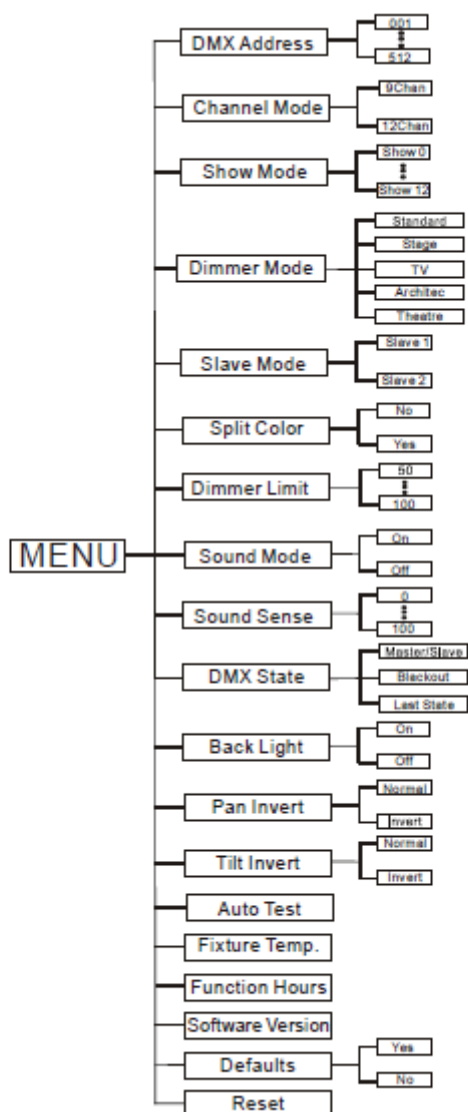 MENU
DMX Address
001
512
Channel Mode
9Chan
12Chan
Show Mode
Show 0
Show 12
Dimmer Mode
Standard
Stage
TV
Architec
Theatre
Slave Mode
Slave 1
Slave 2
Split Color
No
Yes
Dimmer Limit
50
100
Sound Mode
On
Off
Sound Sense
0
100
DMX State
Master/Slave
Blackout
Last State
Back Light
On
Off
Pan Invert
Normal
Invert
Tilt Invert
Normal
Invert
Auto Test
Fixture Temp.
Function Hours
Software Version
Defaults
Yes
No
Reset